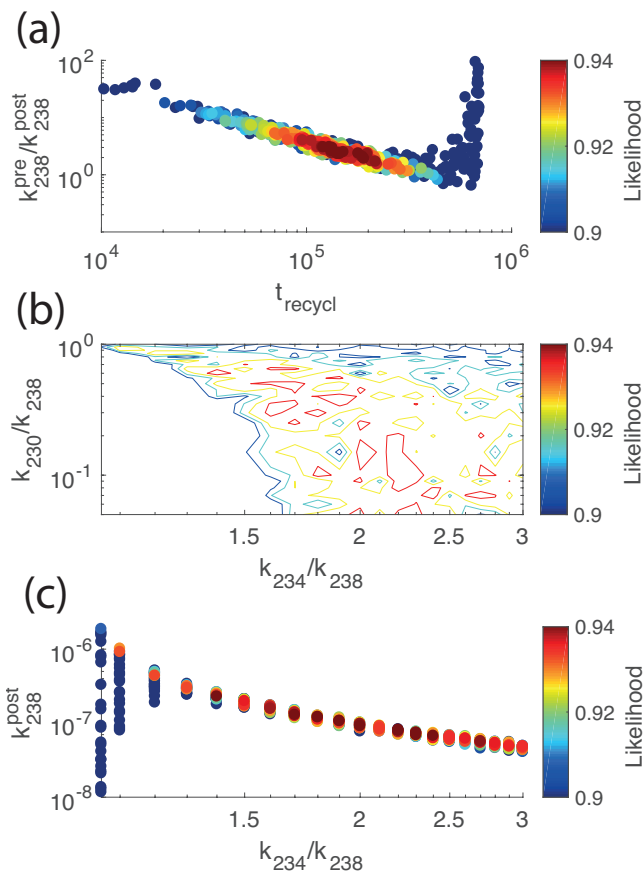 (a)
10^2
10^0
k_238^pre/k_238^post
10^4
10^5
10^6
t_recycl
0.94
0.92
0.9
Likelihood
(b)
10^0
10^-1
k_230/k_238
1.5
2
2.5
3
k_234/k_238
0.94
0.92
0.9
Likelihood
(c)
10^-6
10^-7
10^-8
k_238^post
1.5
2
2.5
3
k_234/k_238
0.94
0.92
0.9
Likelihood